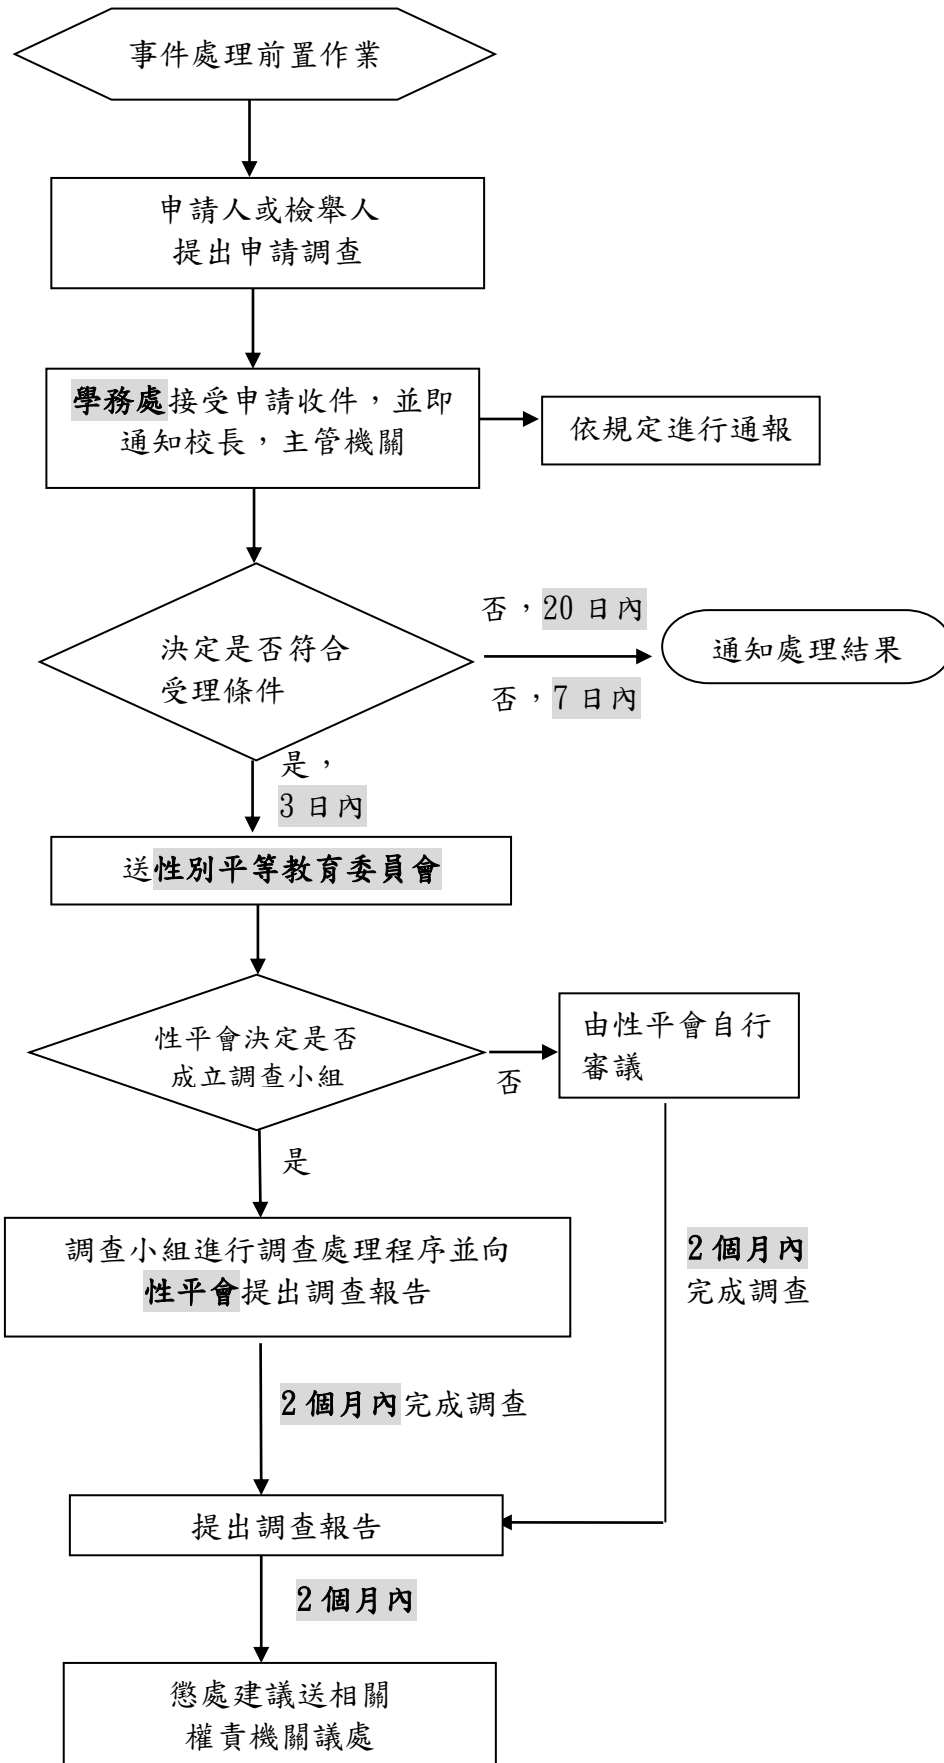 事件處理前置作業
申請人或檢舉人
提出申請調查
學務處接受申請收件，並即
通知校長，主管機關
依規定進行通報
決定是否符合
受理條件
否，20 日內
否，7 日內
通知處理結果
是，
3 日內
送性別平等教育委員會
性平會決定是否
成立調查小組
否
由性平會自行
審議
是
調查小組進行調查處理程序並向
性平會提出調查報告
2 個月內
完成調查
2 個月內完成調查
提出調查報告
2 個月內
懲處建議送相關
權責機關議處